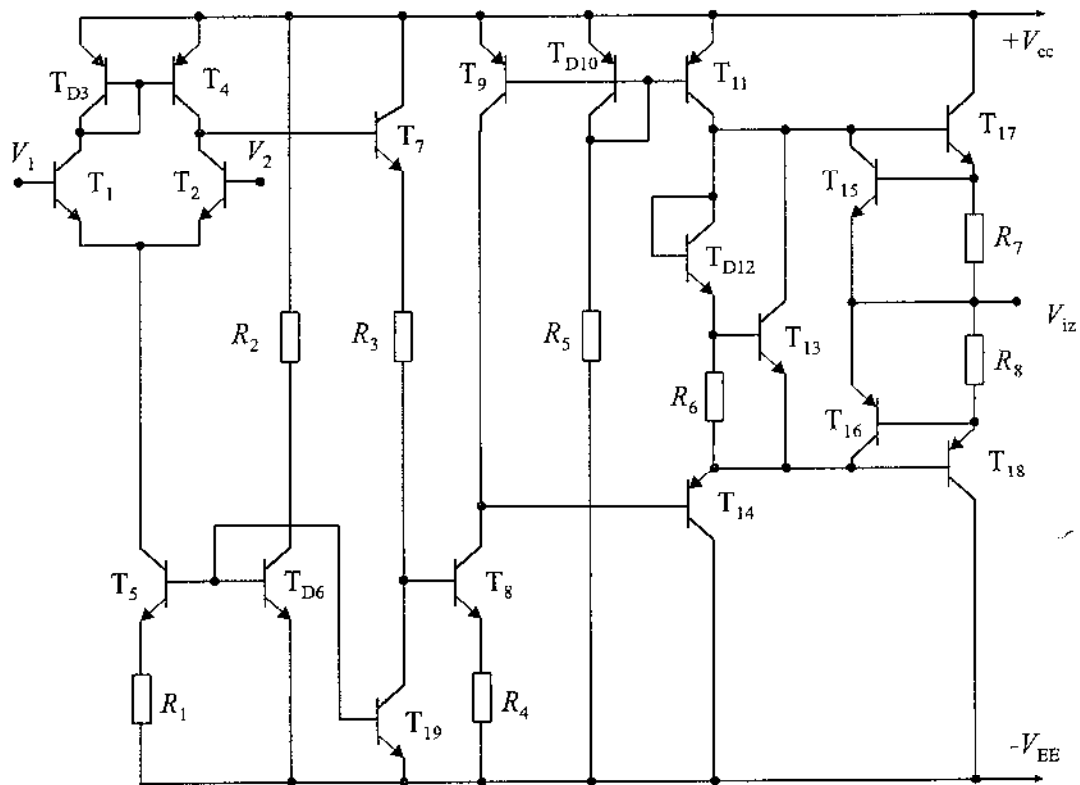 +V_cc
T_D3
T_4
T_9
T_D10
T_11
T_7
T_17
V_1
V_2
T_1
T_2
T_15
R_7
T_D12
R_2
R_3
R_5
T_13
V_iz
R_8
R_6
T_16
T_18
T_14
T_5
T_D6
T_8
R_1
T_19
R_4
-V_EE